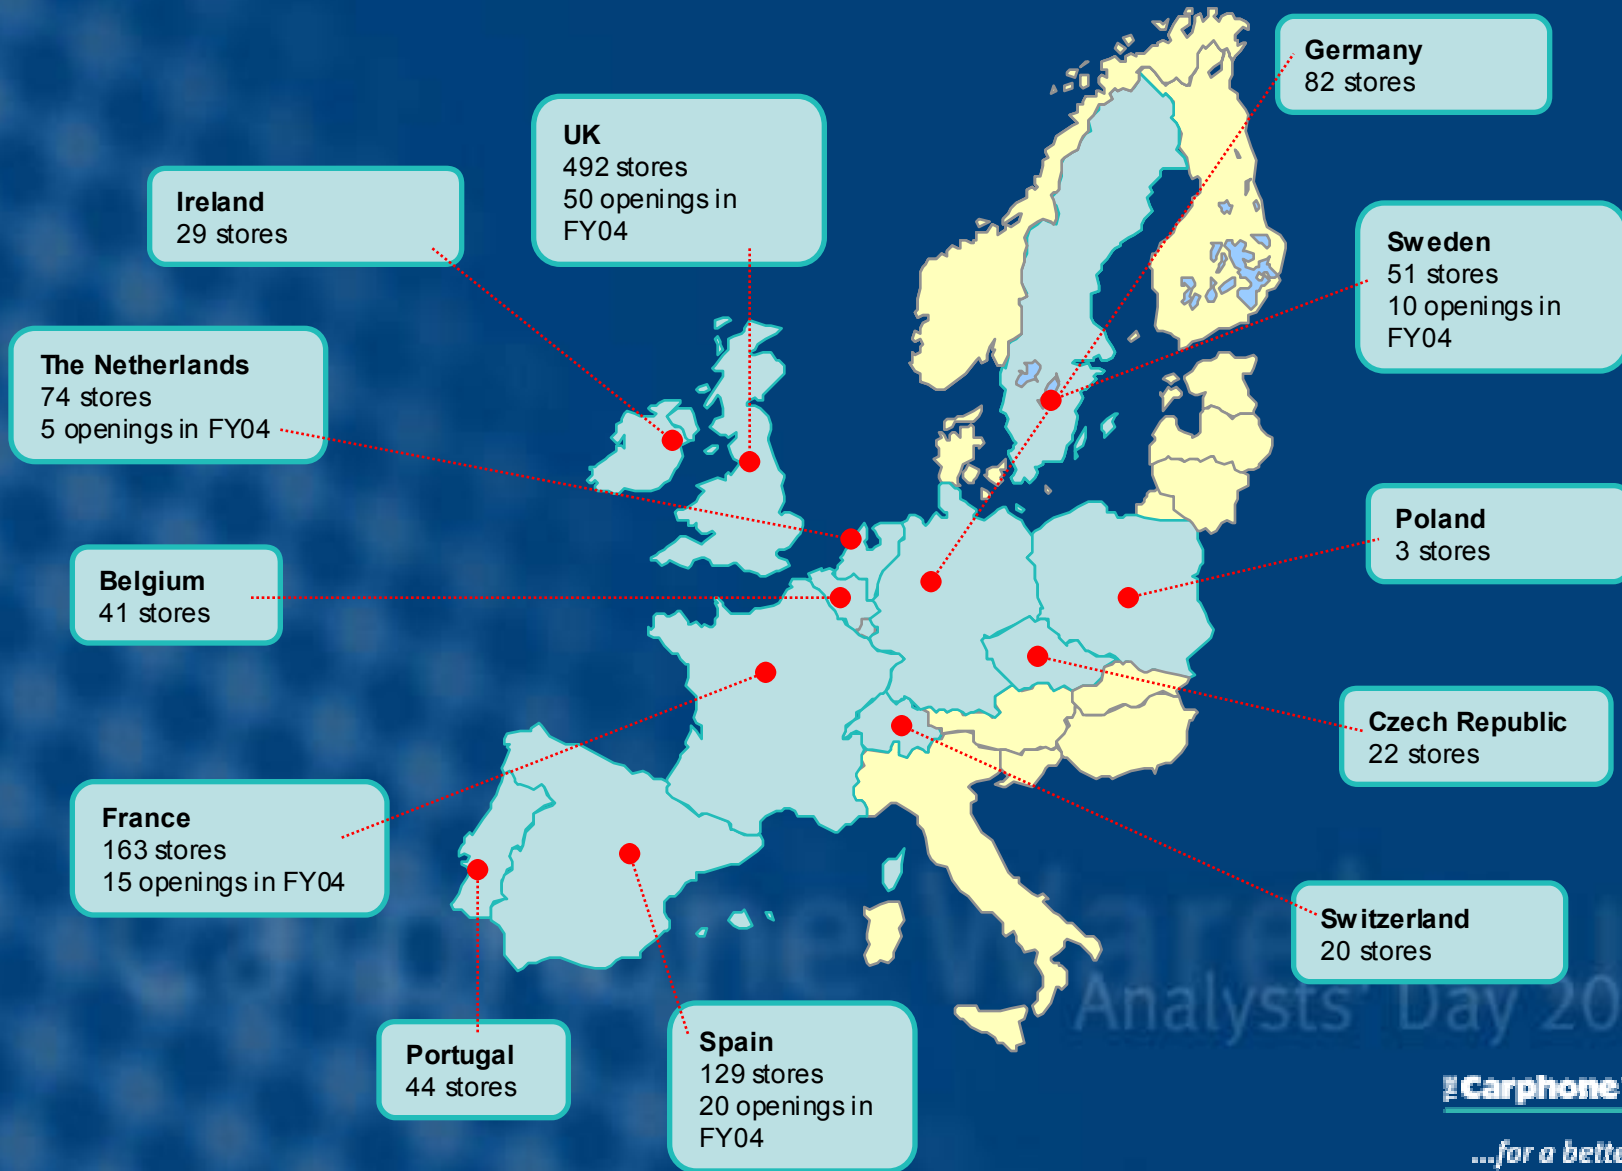 Germany
82 stores
UK
492 stores
50 openings in
FY04
Ireland
29 stores
Sweden
51 stores
10 openings in
FY04
The Netherlands
74 stores
5 openings in FY04
Poland
3 stores
Belgium
41 stores
Czech Republic
22 stores
France
163 stores
15 openings in FY04
Switzerland
20 stores
Portugal
44 stores
Spain
129 stores
20 openings in
FY04
Analysts' Day 20
THE Carphone
...for a bette